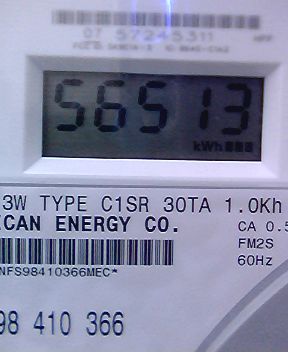 07 57245311
56513
kWh
3W TYPE C1SR 30TA 1.0Kh
ICAN ENERGY CO.
CA 0.5
FM2S
60Hz
NFS98410366MEC*
98 410 366